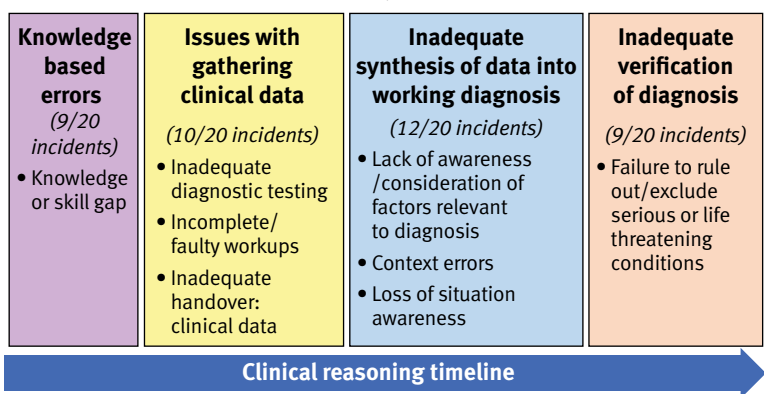 Knowledge
based
errors
(9/20
incidents)
• Knowledge
or skill gap
Issues with
gathering
clinical data
(10/20 incidents)
• Inadequate
diagnostic testing
• Incomplete/
faulty workups
• Inadequate
handover:
clinical data
Inadequate
synthesis of data into
working diagnosis
(12/20 incidents)
• Lack of awareness
/consideration of
factors relevant
to diagnosis
• Context errors
• Loss of situation
awareness
Inadequate
verification
of diagnosis
(9/20 incidents)
• Failure to rule
out/exclude
serious or life
threatening
conditions
Clinical reasoning timeline